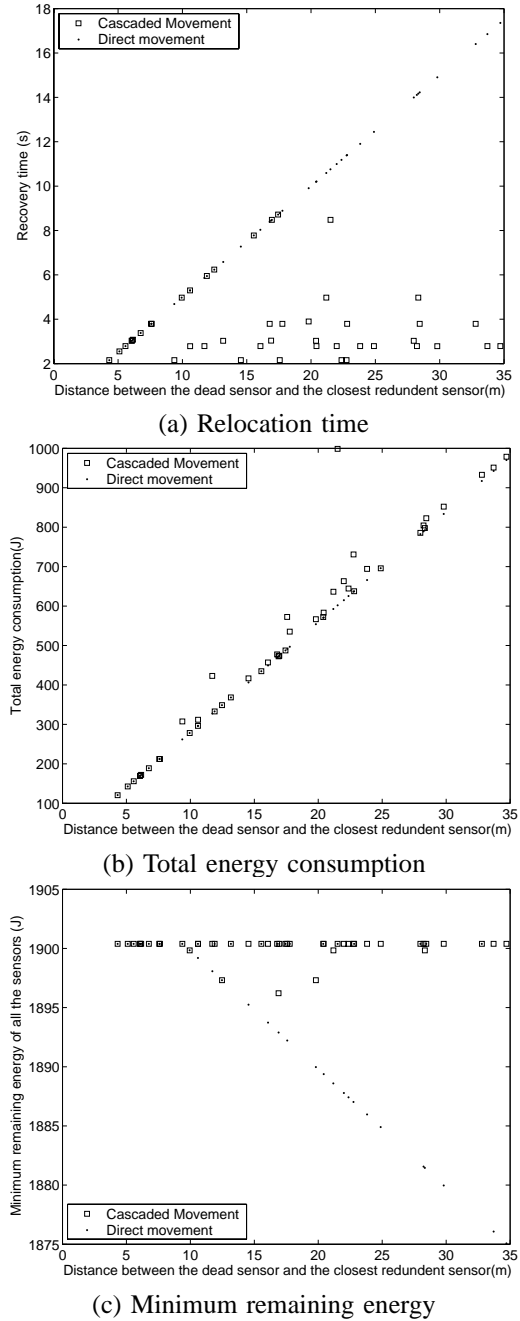 18
16
14
12
10
8
6
4
2
Recovery time (s)
Cascaded Movement
Direct movement
0 5 10 15 20 25 30 35
Distance between the dead sensor and the closest redundent sensor(m)
(a) Relocation time
1000
900
800
700
600
500
400
300
200
100
Total energy consumption(J)
Cascaded Movement
Direct movement
0 5 10 15 20 25 30 35
Distance between the dead sensor and the closest redundent sensor(m)
(b) Total energy consumption
1905
1900
1895
1890
1885
1880
1875
Minimum remaining energy of all the sensors (J)
Cascaded Movement
Direct movement
0 5 10 15 20 25 30 35
Distance between the dead sensor and the closest redundent sensor(m)
(c) Minimum remaining energy